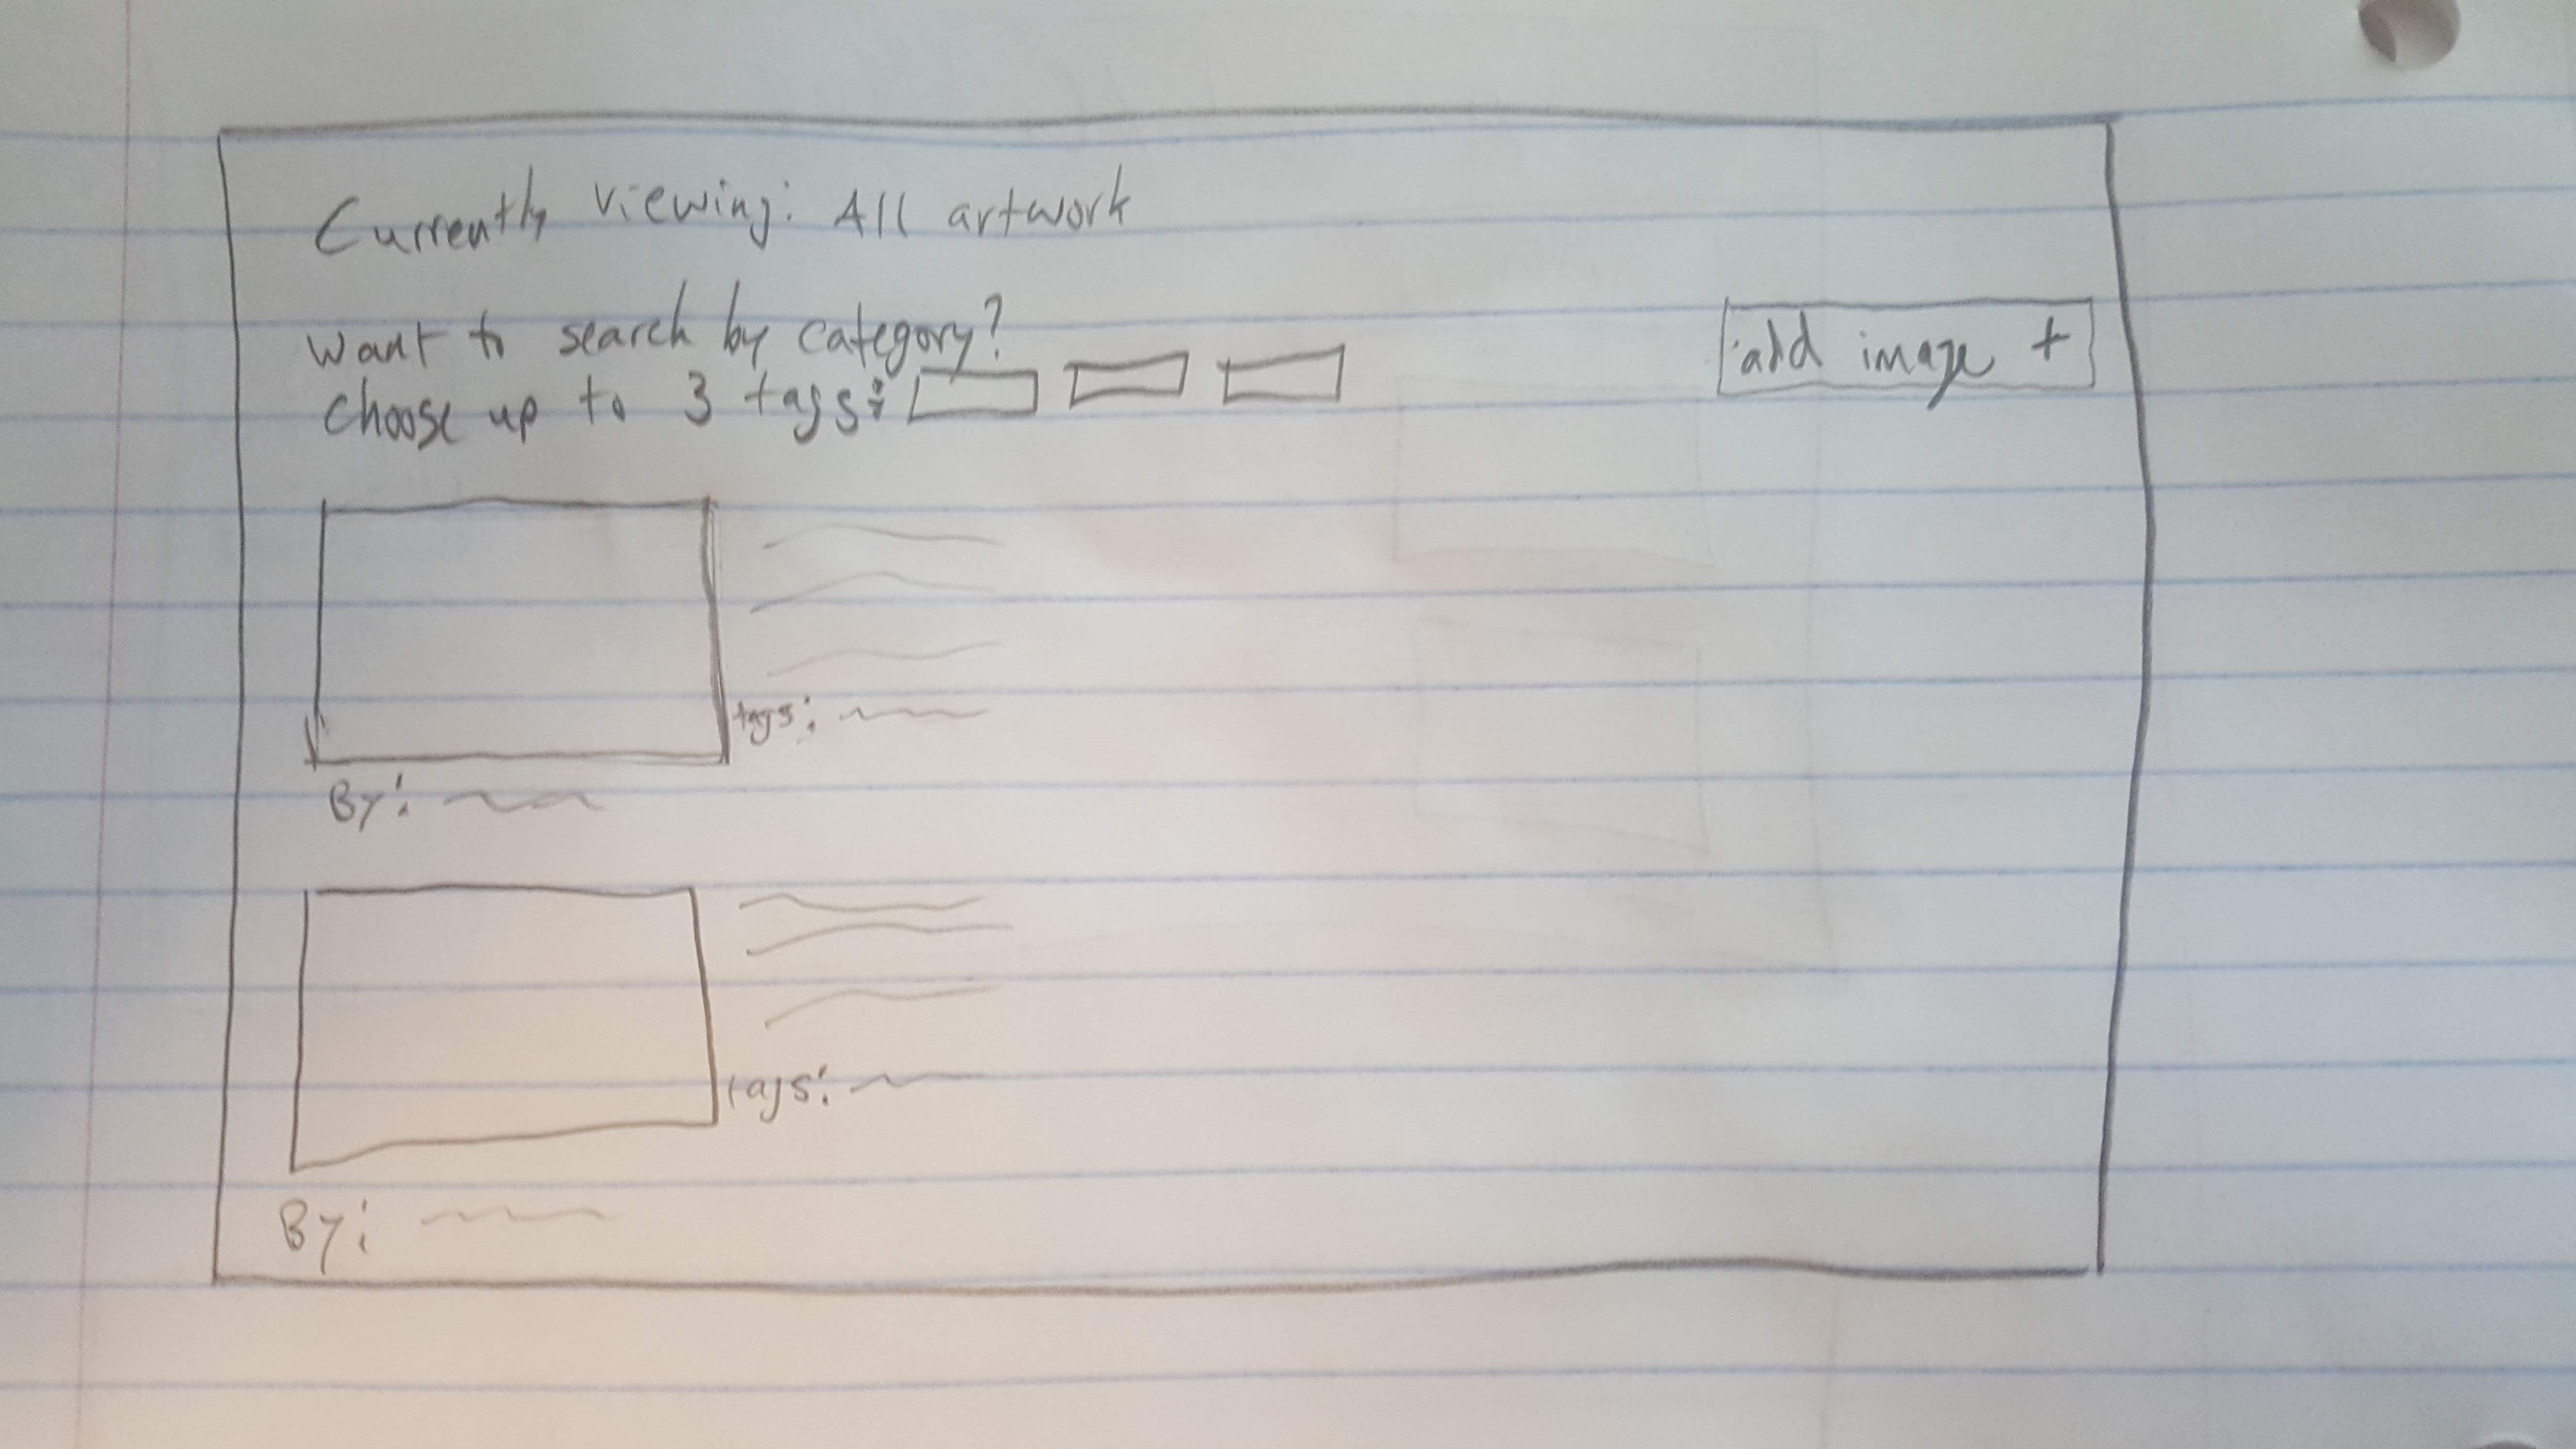 Currently viewing: All artwork
Want to search by category?
Choose up to 3 tags:
add image +
tags:
By:
tags:
By: